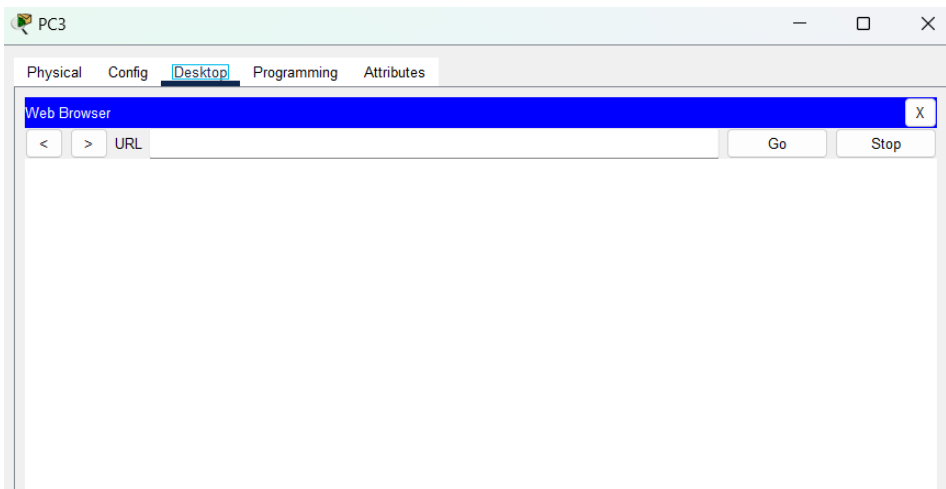 PC3
Physical Config Desktop Programming Attributes
Web Browser X
< > URL Go Stop